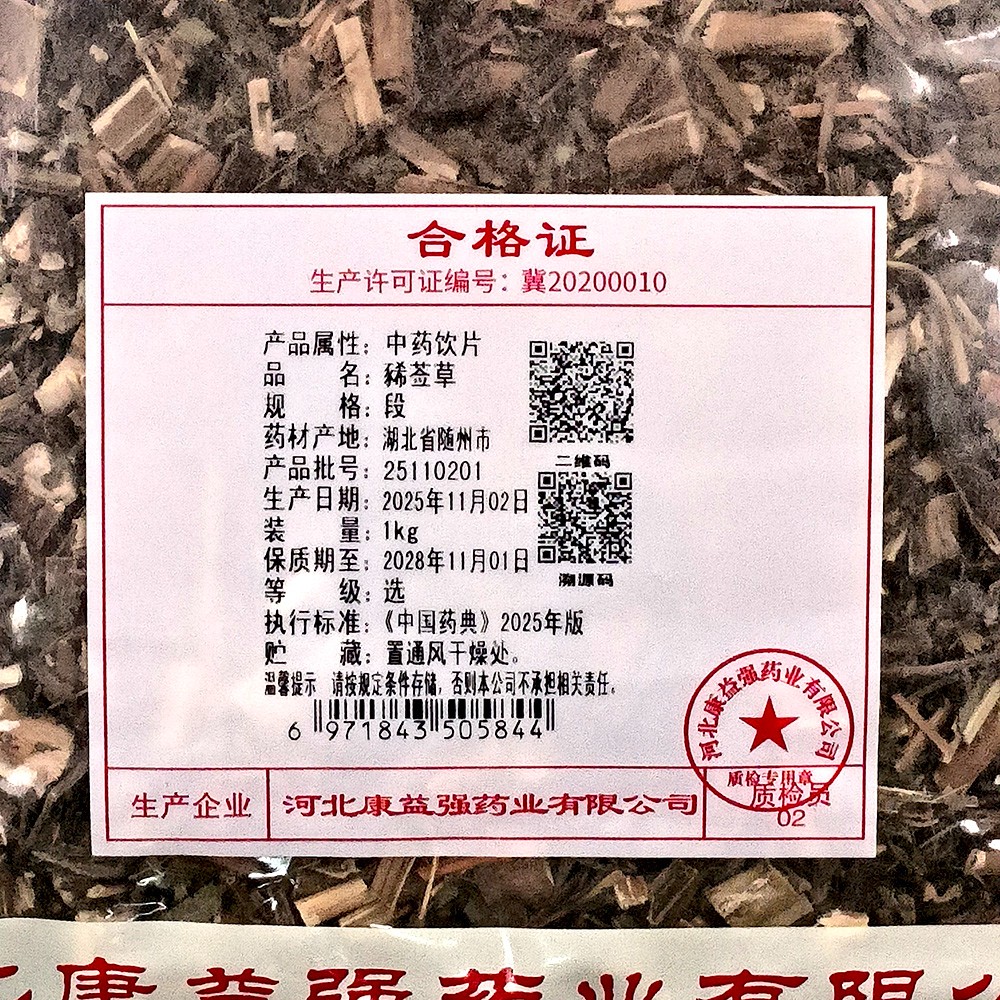 合格证
生产许可证编号：冀20200010
产品属性：中药饮片
品　　名：豨莶草
规　　格：段
药材产地：湖北省随州市
产品批号：25110201
生产日期：2025年11月02日
装　　量：1kg
保质期至：2028年11月01日
等　　级：选
执行标准：《中国药典》2025年版
贮　　藏：置通风干燥处。
温馨提示　请按规定条件存储，否则本公司不承担相关责任。
二维码
溯源码
6 971843 505844
河北康益强药业有限公司
质检专用章
生产企业
河北康益强药业有限公司
质检员
02
康益强药业有限